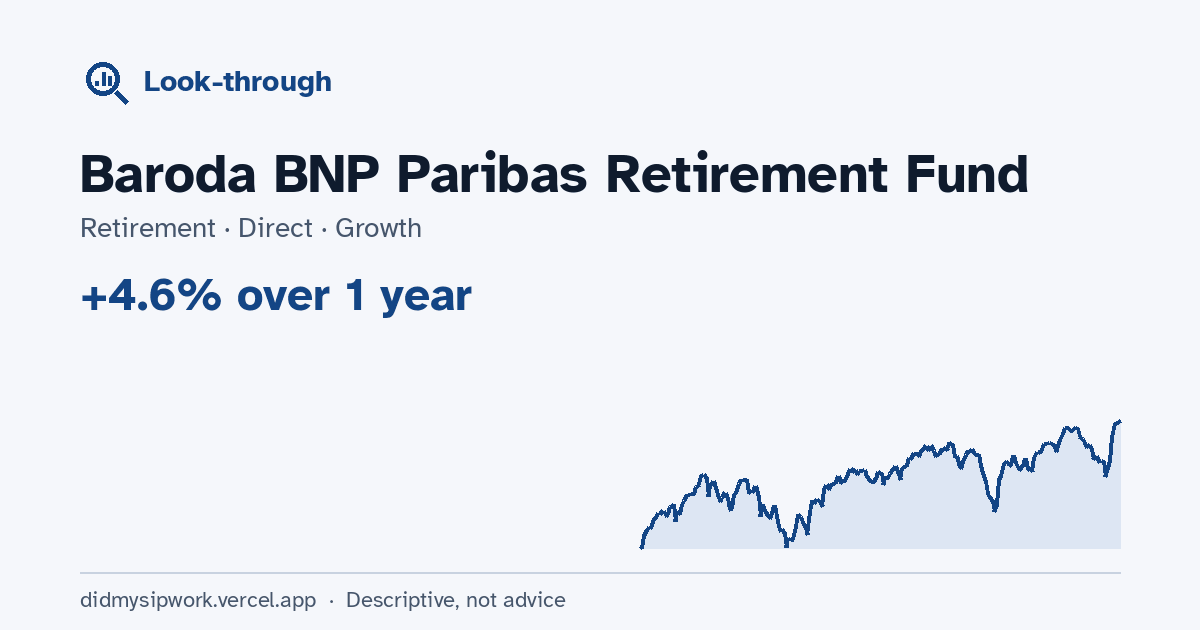 Look-through
Baroda BNP Paribas Retirement Fund
Retirement · Direct · Growth
+4.6% over 1 year
didmysipwork.vercel.app · Descriptive, not advice